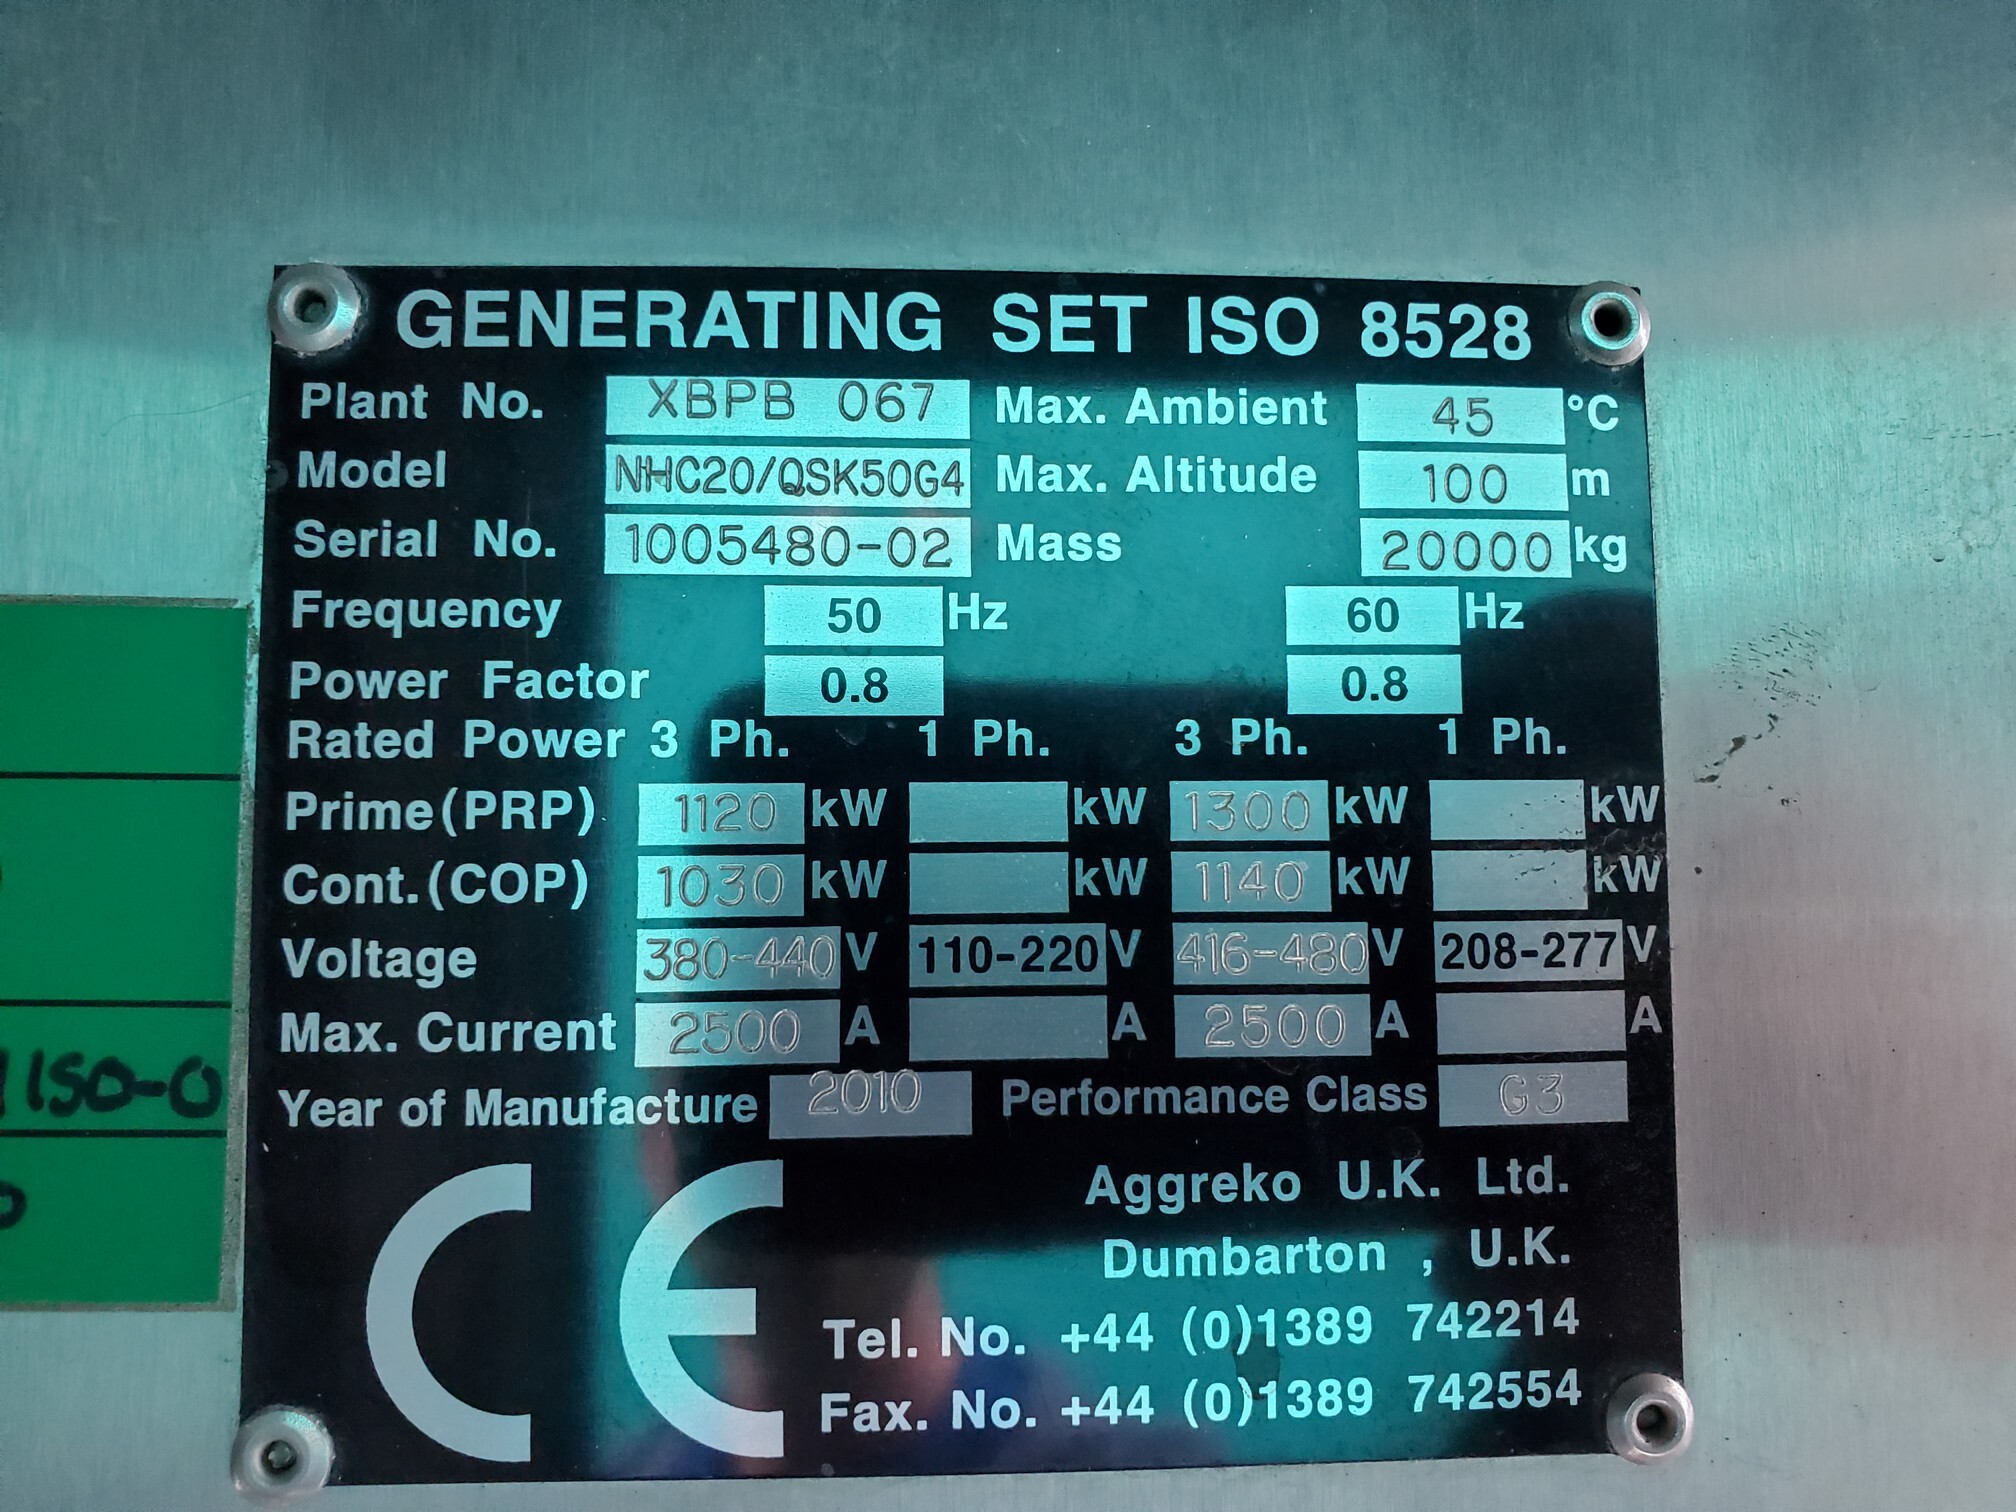 GENERATING SET ISO 8528
Plant No. XBPB 067 Max. Ambient 45 °C
Model NHC20/QSK50G4 Max. Altitude 100 m
Serial No. 1005480-02 Mass 20000 kg
Frequency 50 Hz 60 Hz
Power Factor 0.8 0.8
Rated Power 3 Ph. 1 Ph. 3 Ph. 1 Ph.
Prime(PRP) 1120 kW kW 1300 kW kW
Cont.(COP) 1030 kW kW 1140 kW kW
Voltage 380-440 V 110-220 V 416-480 V 208-277 V
Max. Current 2500 A A 2500 A A
Year of Manufacture 2010 Performance Class G3
CE
Aggreko U.K. Ltd.
Dumbarton , U.K.
Tel. No. +44 (0)1389 742214
Fax. No. +44 (0)1389 742554